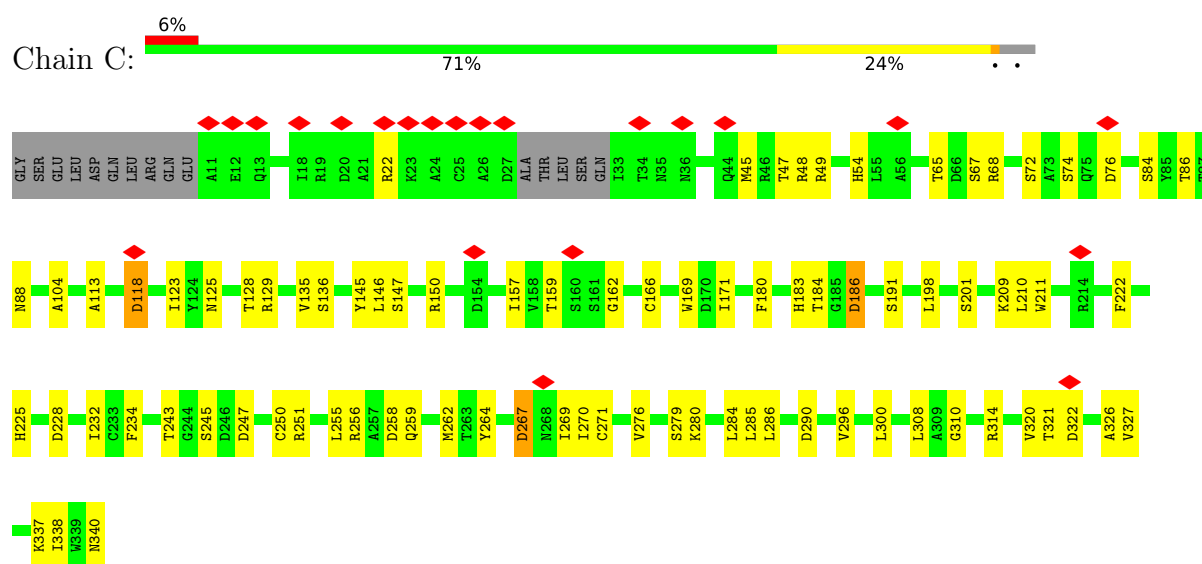 6%
Chain C:
71% 24% • •
GLY SER GLU LEU LEU ASP GLN LEU ARG GLN GLU A11 E12 Q13 I18 R19 D20 A21 R22 K23 A24 C25 A26 D27 ALA THR LEU SER GLN I33 T34 N35 N36 Q44 M45 R46 T47 R48 R49 H54 L55 A56 T65 D66 S67 R68 S72 A73 S74 Q75 D76 S84 Y85 T86
N88 A104 A113 D118 I123 Y124 N125 T128 R129 V135 S136 Y145 L146 S147 R150 D154 I157 V158 T159 S160 S161 G162 C166 W169 D170 I171 F180 H183 T184 G185 D186 S191 L198 S201 K209 L210 W211 R214 F222
H225 D228 I232 C233 F234 T243 G244 S245 D246 D247 C250 R251 L255 R256 A257 D258 Q259 M262 T263 Y264 D267 N268 I269 I270 C271 V276 S279 K280 L284 L285 L286 D290 V296 L300 L308 A309 G310 R314 V320 T321 D322 A326 V327
K337 I338 W339 N340